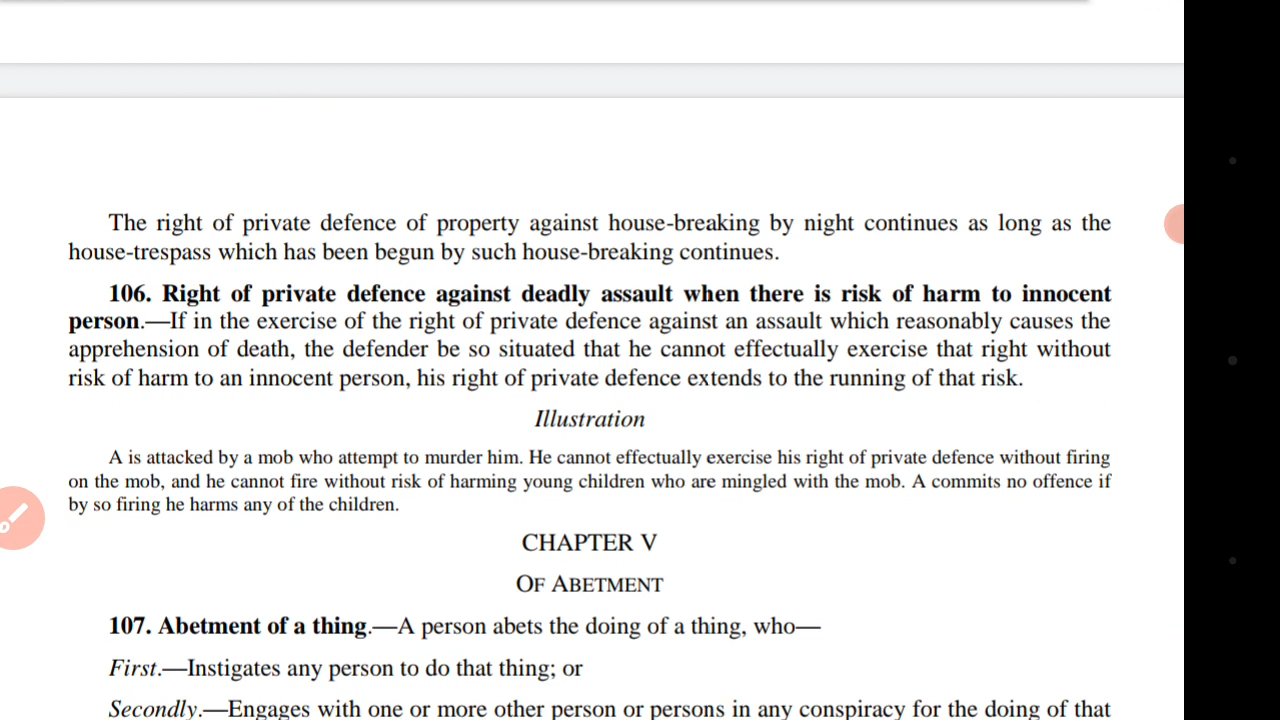 The right of private defence of property against house-breaking by night continues as long as the
house-trespass which has been begun by such house-breaking continues.
106. Right of private defence against deadly assault when there is risk of harm to innocent
person.—If in the exercise of the right of private defence against an assault which reasonably causes the
apprehension of death, the defender be so situated that he cannot effectually exercise that right without
risk of harm to an innocent person, his right of private defence extends to the running of that risk.
Illustration
A is attacked by a mob who attempt to murder him. He cannot effectually exercise his right of private defence without firing
on the mob, and he cannot fire without risk of harming young children who are mingled with the mob. A commits no offence if
by so firing he harms any of the children.
CHAPTER V
OF ABETMENT
107. Abetment of a thing.—A person abets the doing of a thing, who—
First.—Instigates any person to do that thing; or
Secondly.—Engages with one or more other person or persons in any conspiracy for the doing of that